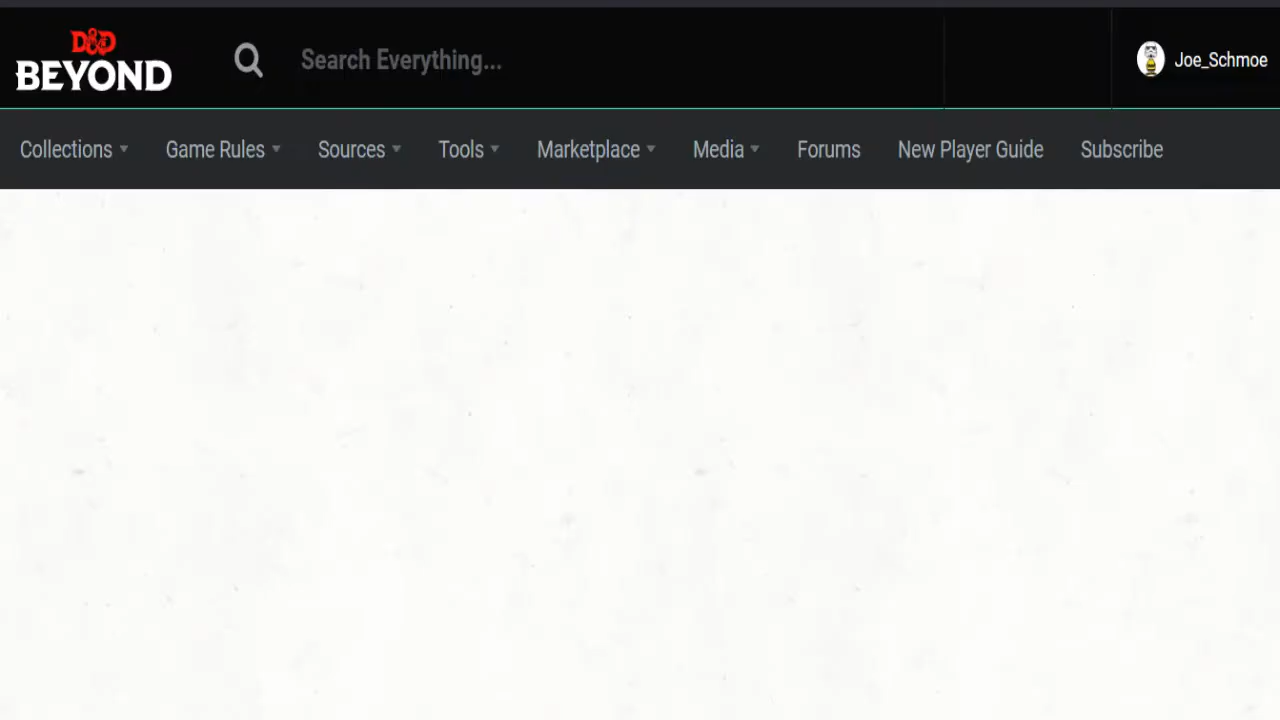 D&D
BEYOND
Search Everything...
Joe_Schmoe
Collections Game Rules Sources Tools Marketplace Media Forums New Player Guide Subscribe